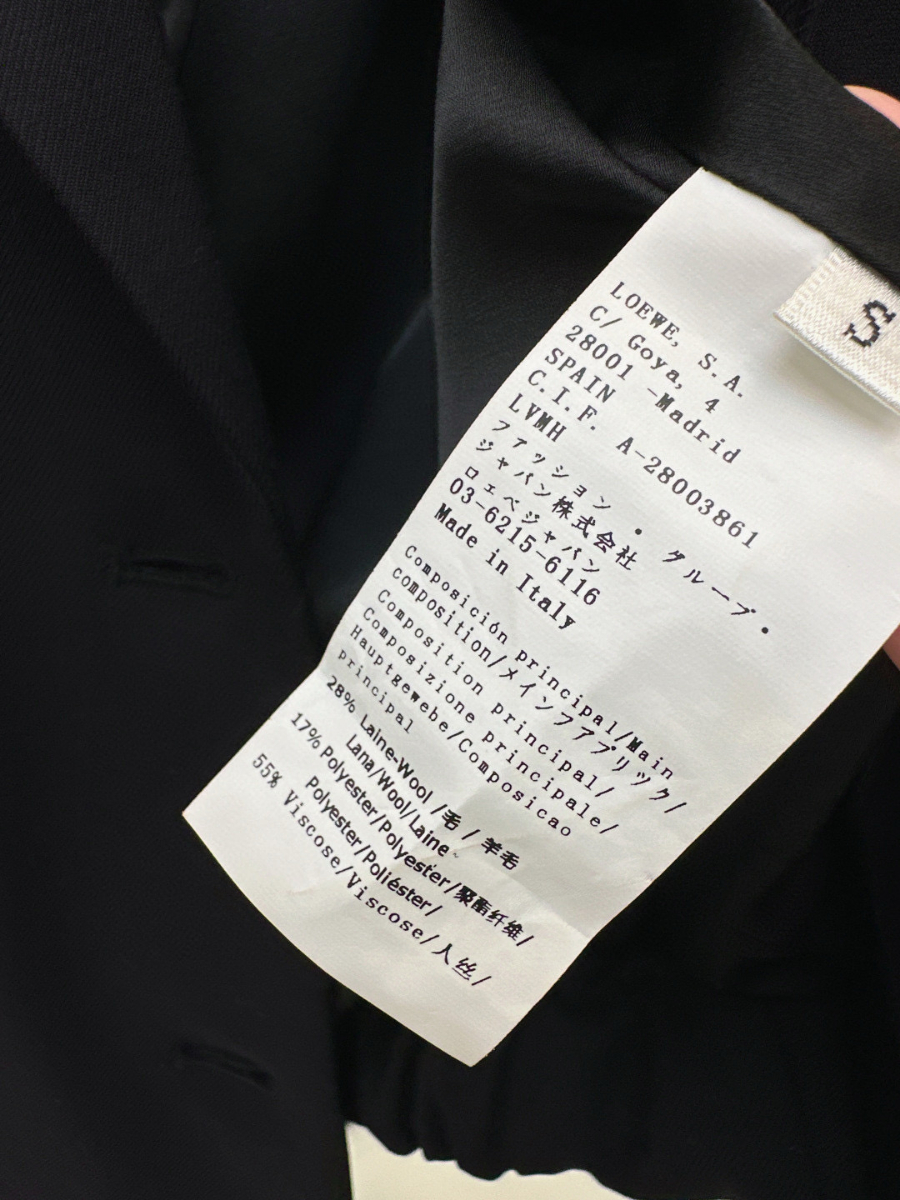 S
LOEWE, S.A.
C/ Goya, 4
28001 -Madrid
SPAIN
C.I.F. A-28003861
LVMH
ファッション・グループ・
ジャパン株式会社
ロエベジャパン
03-6215-6116
Made in Italy
Composición principal/Main
composition/メインファブリック/
Composition principal/
Composizione principale/
Hauptgewebe/Composicao
principal
28% Laine-Wool /毛 / 羊毛
Lana/Wool/Laine
17% Polyester/Polyester/聚酯纤维/
Polyester/Poliéster/
55% Viscose/Viscose/人丝/